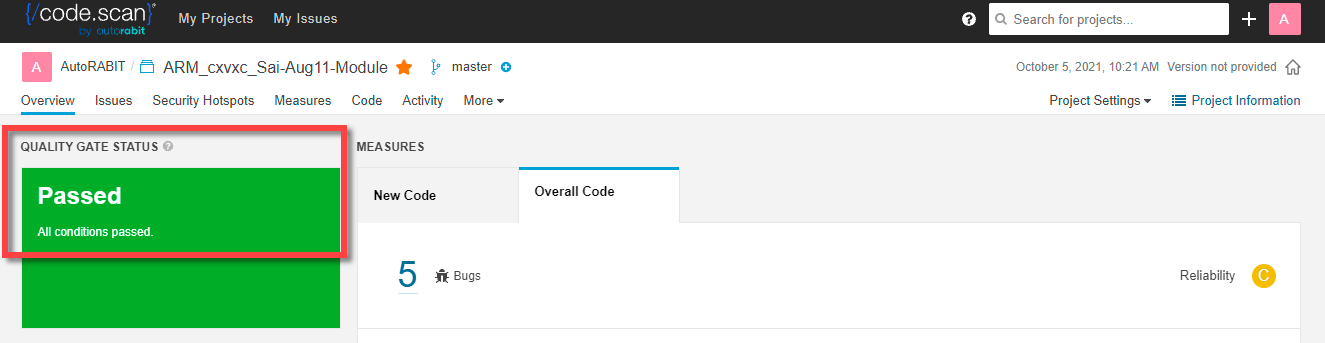 {/code.scan}
by autorabit
My Projects My Issues
? Search for projects... A
A AutoRABIT / ARM_cxvxc_Sai-Aug11-Module master October 5, 2021, 10:21 AM Version not provided
Overview Issues Security Hotspots Measures Code Activity More Project Settings Project Information
QUALITY GATE STATUS ? MEASURES
Passed
All conditions passed.
New Code Overall Code
5 Bugs Reliability C